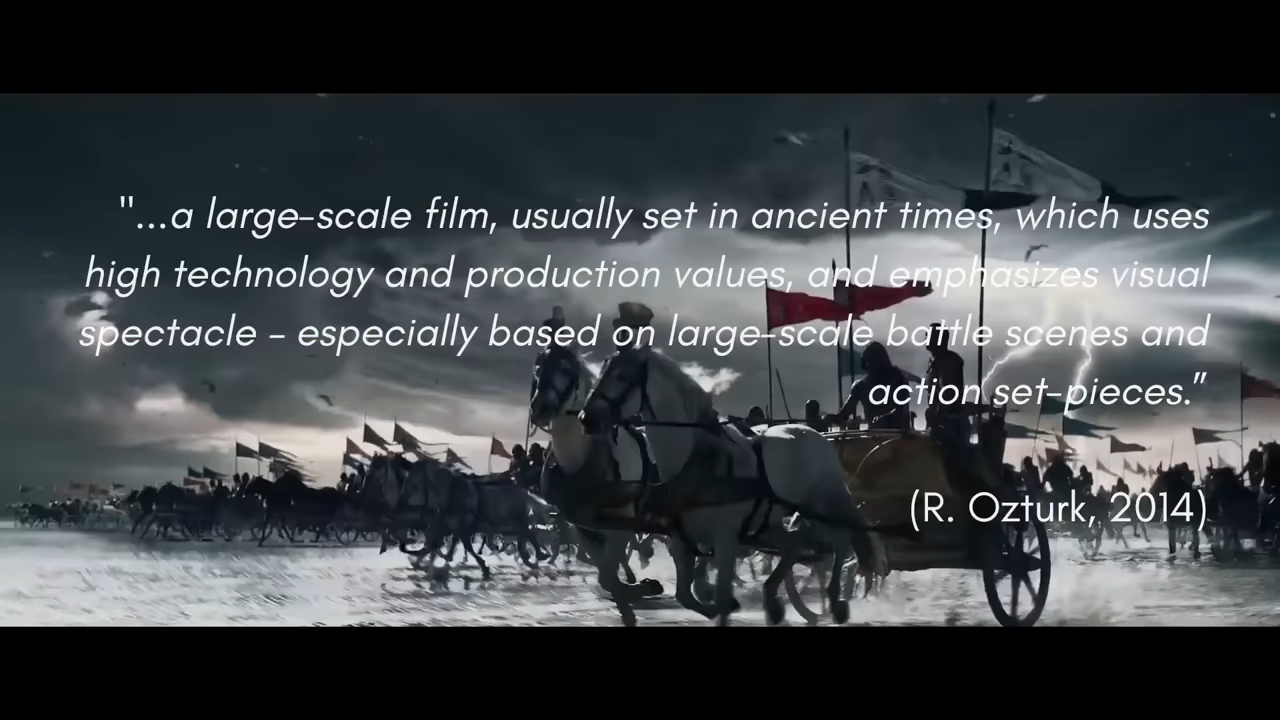 "...a large-scale film, usually set in ancient times, which uses
high technology and production values, and emphasizes visual
spectacle - especially based on large-scale battle scenes and
action set-pieces.”
(R. Ozturk, 2014)